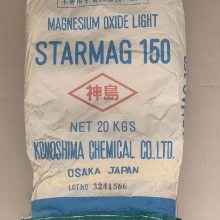 MAGNESIUM OXIDE LIGHT
STARMAG 150
神島
NET 20 KGS
KONOSHIMA CHEMICAL CO.LTD.
OSAKA JAPAN
LOT NO 3241566